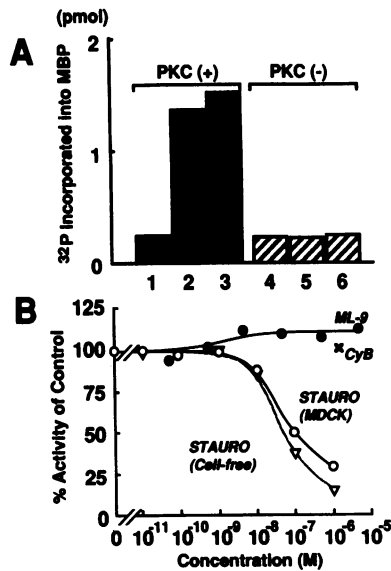 (pmol)
A
³²P incorporated into MBP
2
1
0
PKC (+)
PKC (-)
1 2 3 4 5 6
B
% Activity of Control
125
100
75
50
25
0
ML-9
× CyB
STAURO
(MDCK)
STAURO
(Cell-free)
0 10⁻¹¹ 10⁻¹⁰ 10⁻⁹ 10⁻⁸ 10⁻⁷ 10⁻⁶ 10⁻⁵
Concentration (M)